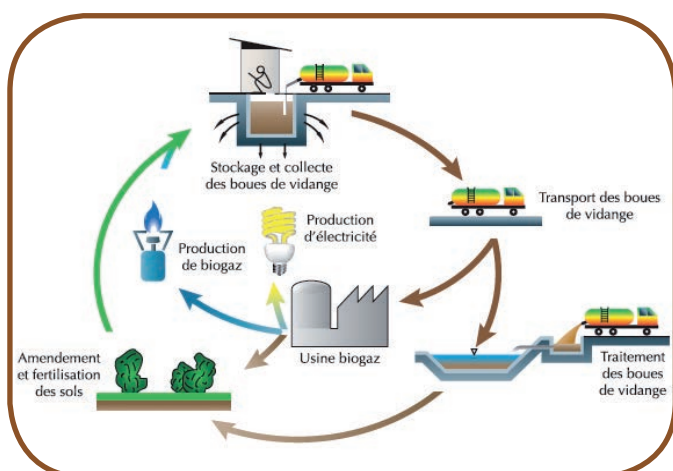 Stockage et collecte
des boues de vidange
Transport des boues
de vidange
Production
d'électricité
Production
de biogaz
Usine biogaz
Amendement
et fertilisation
des sols
Traitement
des boues
de vidange